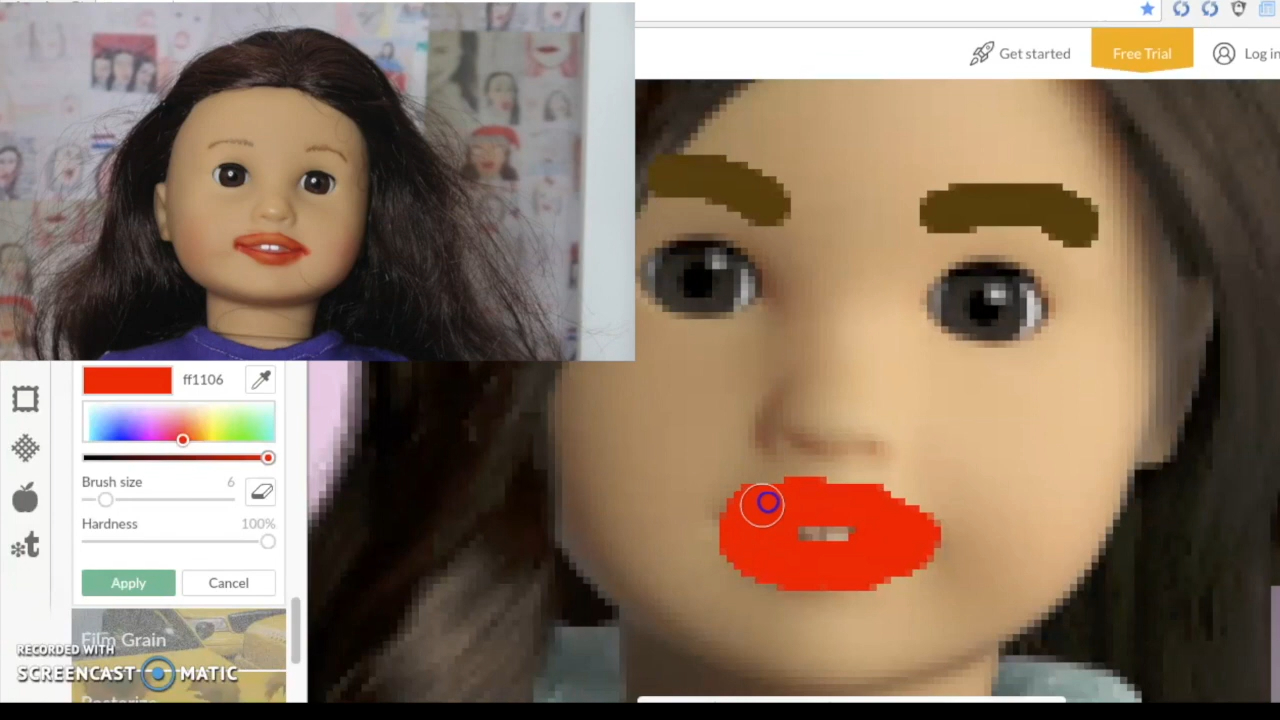 Get started
Free Trial
Log in
ff1106
Brush size 6
Hardness 100%
Apply
Cancel
Film Grain
RECORDED WITH
SCREENCAST-O-MATIC
Posterize